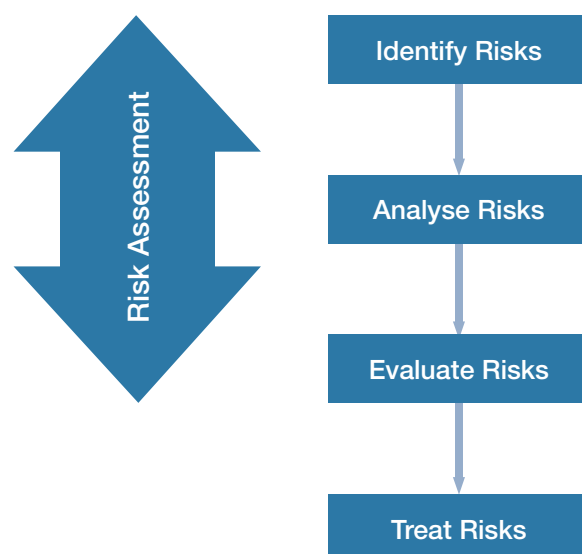 Risk Assessment
Identify Risks
Analyse Risks
Evaluate Risks
Treat Risks